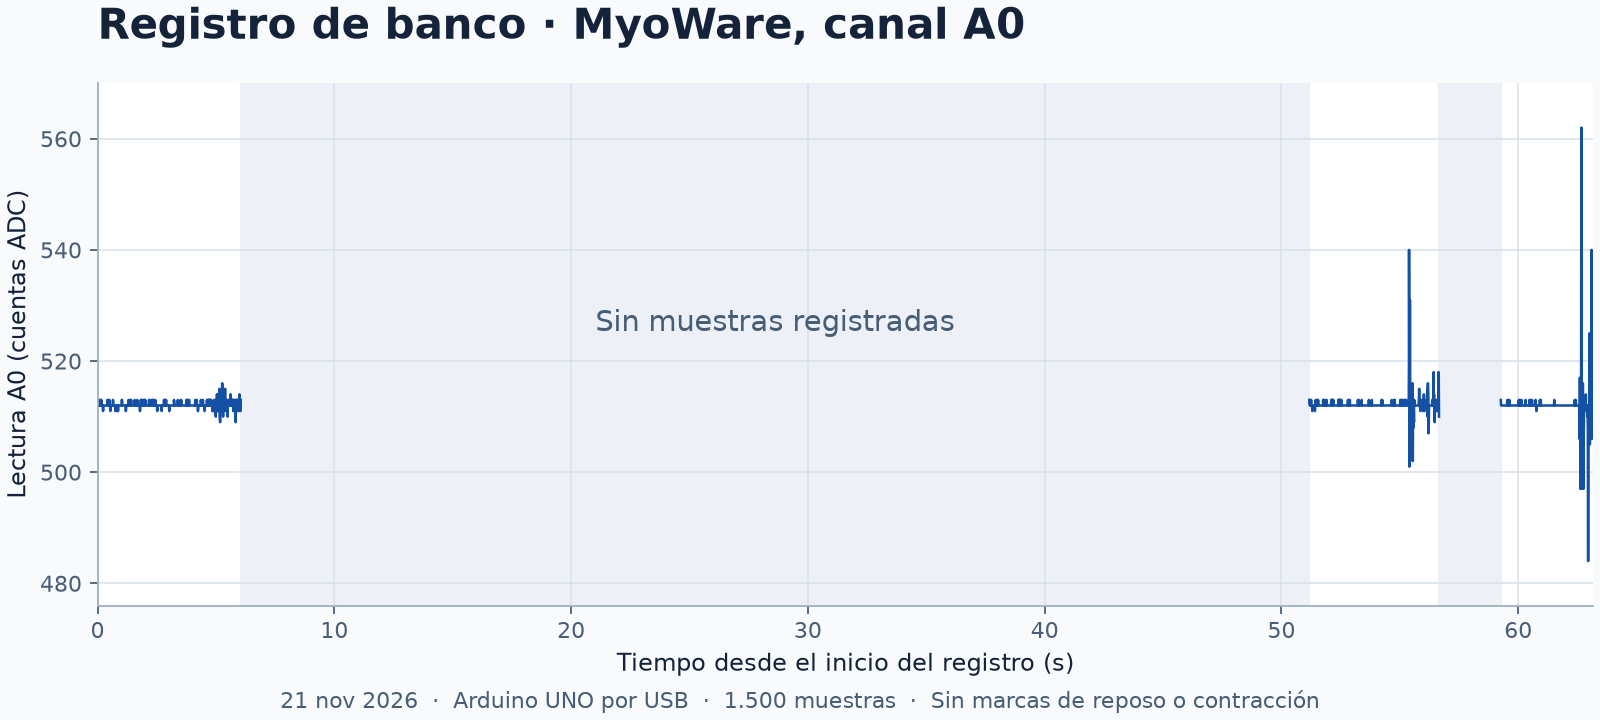 Registro de banco · MyoWare, canal A0
Lectura A0 (cuentas ADC)
560
540
520
500
480
Sin muestras registradas
0 10 20 30 40 50 60
Tiempo desde el inicio del registro (s)
21 nov 2026 · Arduino UNO por USB · 1.500 muestras · Sin marcas de reposo o contracción